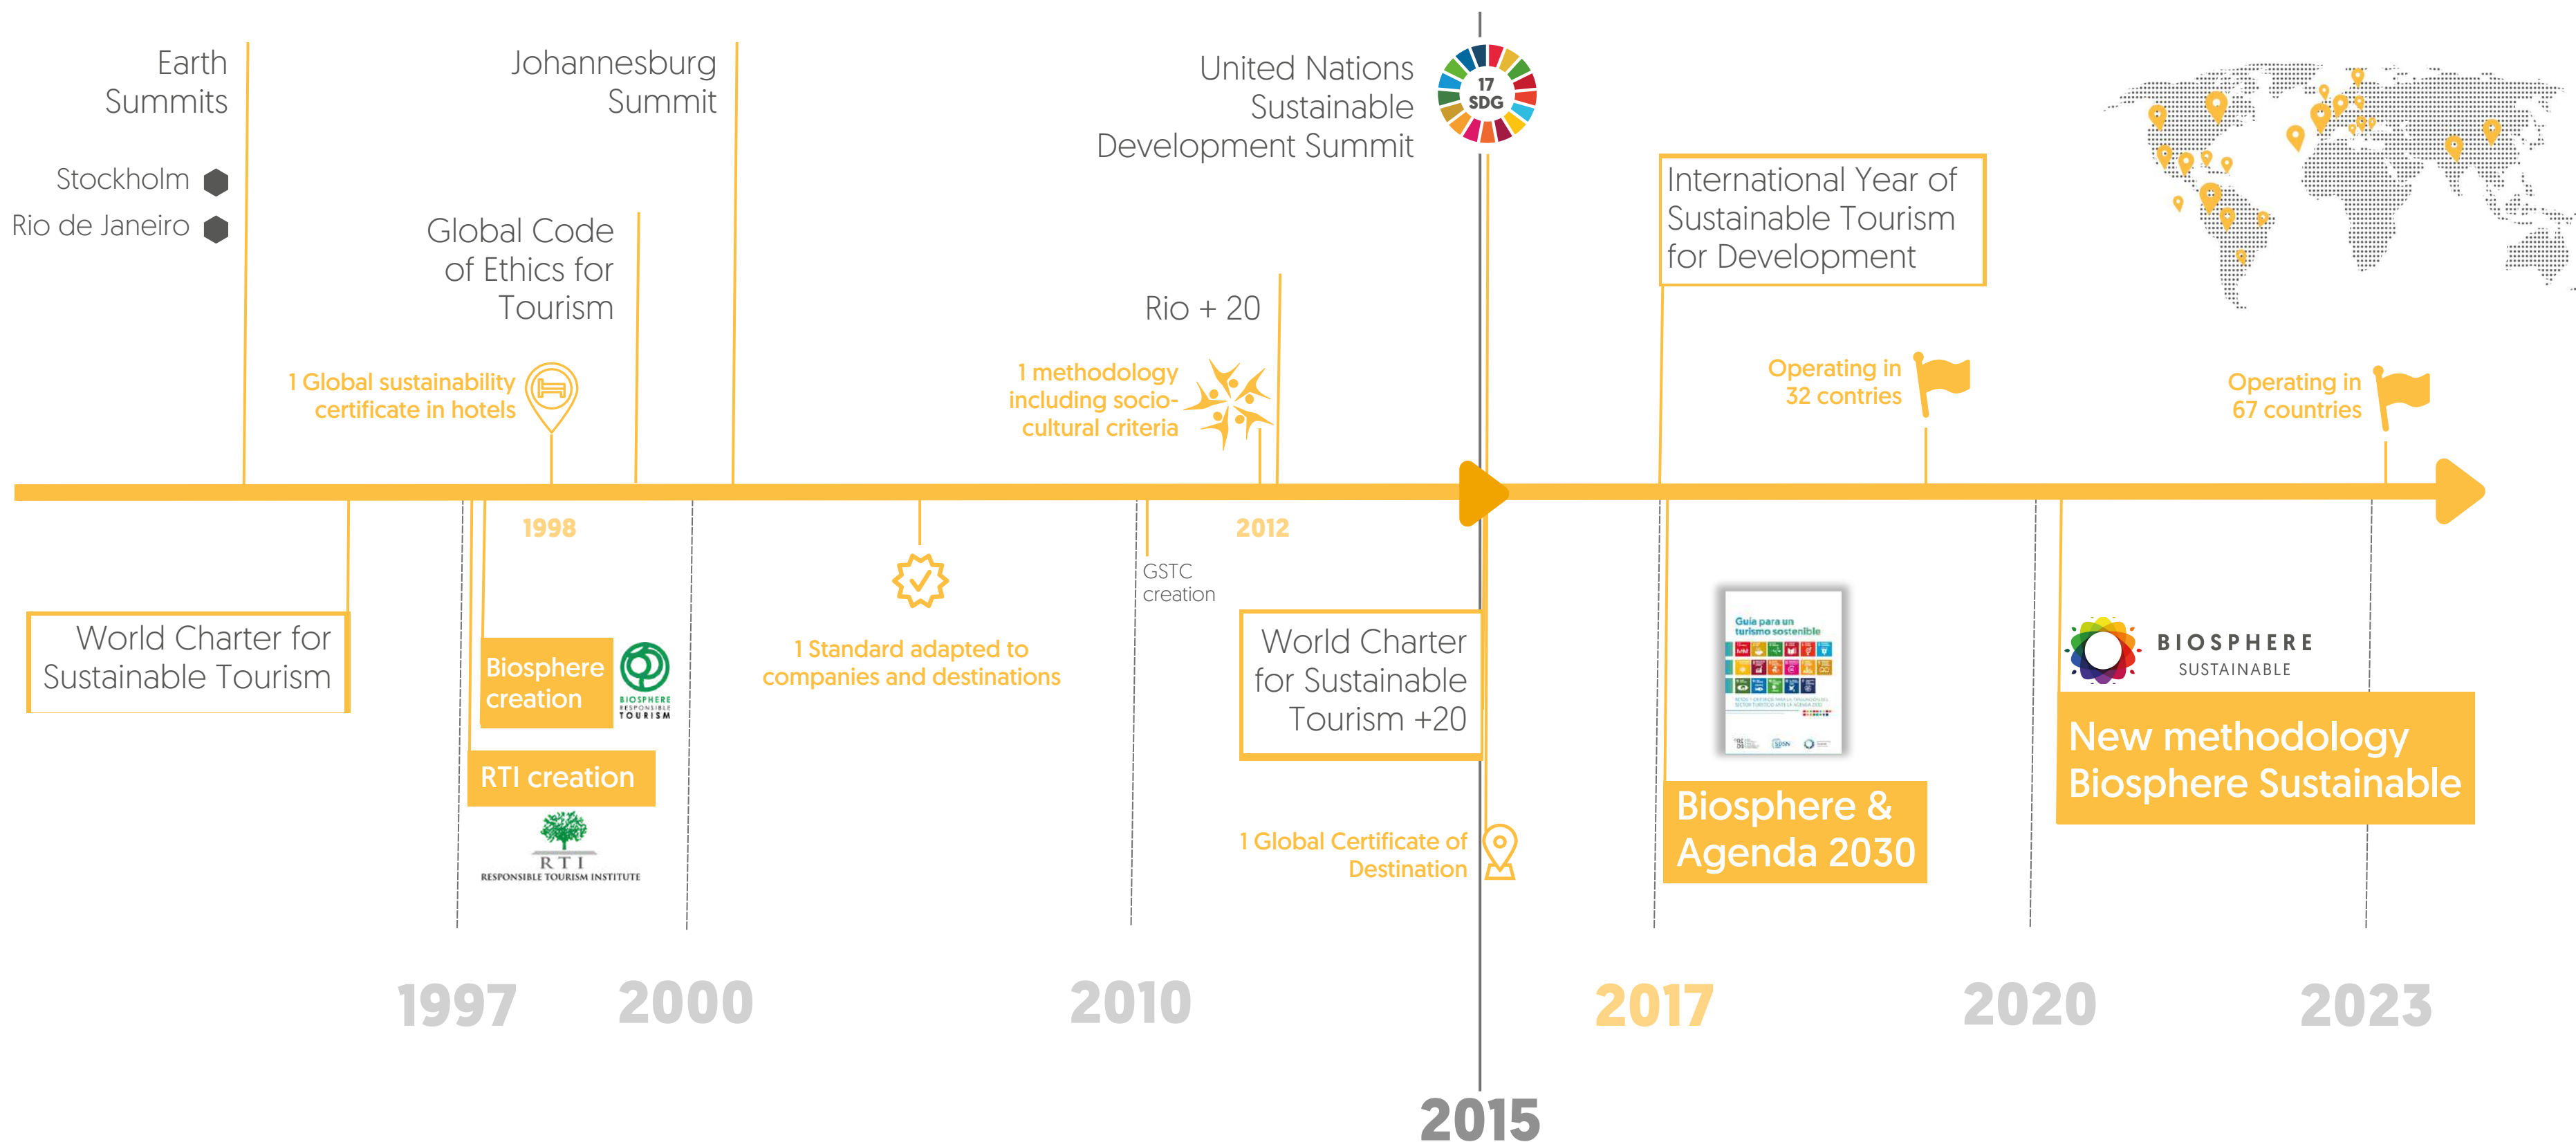 Earth
Summits
Stockholm
Rio de Janeiro
Johannesburg
Summit
Global Code
of Ethics for
Tourism
1 Global sustainability
certificate in hotels
United Nations
Sustainable
Development Summit
17
SDG
Rio + 20
1 methodology
including socio-
cultural criteria
International Year of
Sustainable Tourism
for Development
Operating in
32 contries
Operating in
67 countries
1998
2012
World Charter for
Sustainable Tourism
Biosphere
creation
BIOSPHERE
RESPONSIBLE
TOURISM
RTI creation
RTI
RESPONSIBLE TOURISM INSTITUTE
1 Standard adapted to
companies and destinations
GSTC
creation
World Charter
for Sustainable
Tourism +20
1 Global Certificate of
Destination
Guía para un
turismo sostenible
Biosphere &
Agenda 2030
BIOSPHERE
SUSTAINABLE
New methodology
Biosphere Sustainable
1997
2000
2010
2015
2017
2020
2023